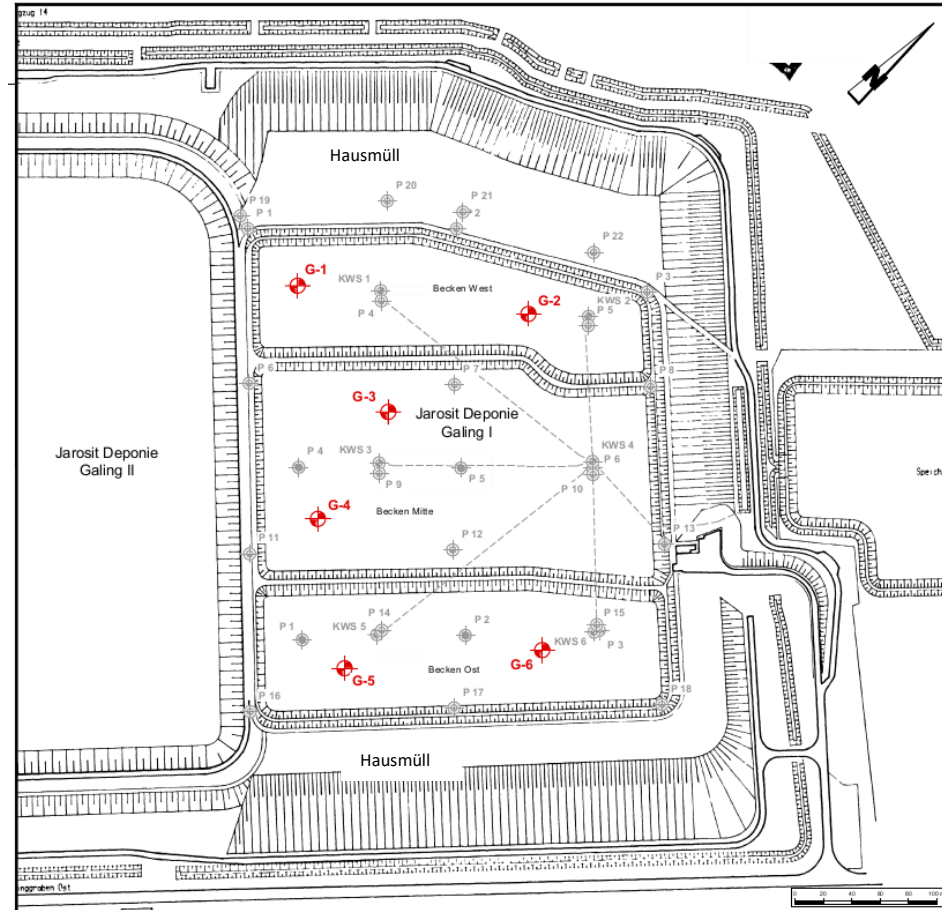 gzug 14
N
Hausmüll
P 20
P 21
P 19
P 1
2
P 22
G-1
KWS 1
Becken West
P 3
P 4
G-2
KWS 2
P 5
P 6
P 7
P 8
G-3
Jarosit Deponie
Galing I
Jarosit Deponie
Galing II
P 4
KWS 3
P 9
P 5
KWS 4
P 6
P 10
Speich
G-4
Becken Mitte
P 11
P 12
P 13
P 1
P 14
KWS 5
P 2
P 15
KWS 6
P 3
G-6
G-5
Becken Ost
P 16
P 17
P 18
Hausmüll
unggraben Ost
0 20 40 60 80 100 m